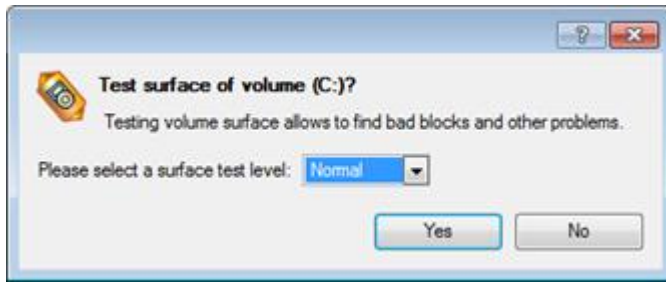 Test surface of volume (C:)?
Testing volume surface allows to find bad blocks and other problems.
Please select a surface test level: Normal
Yes No